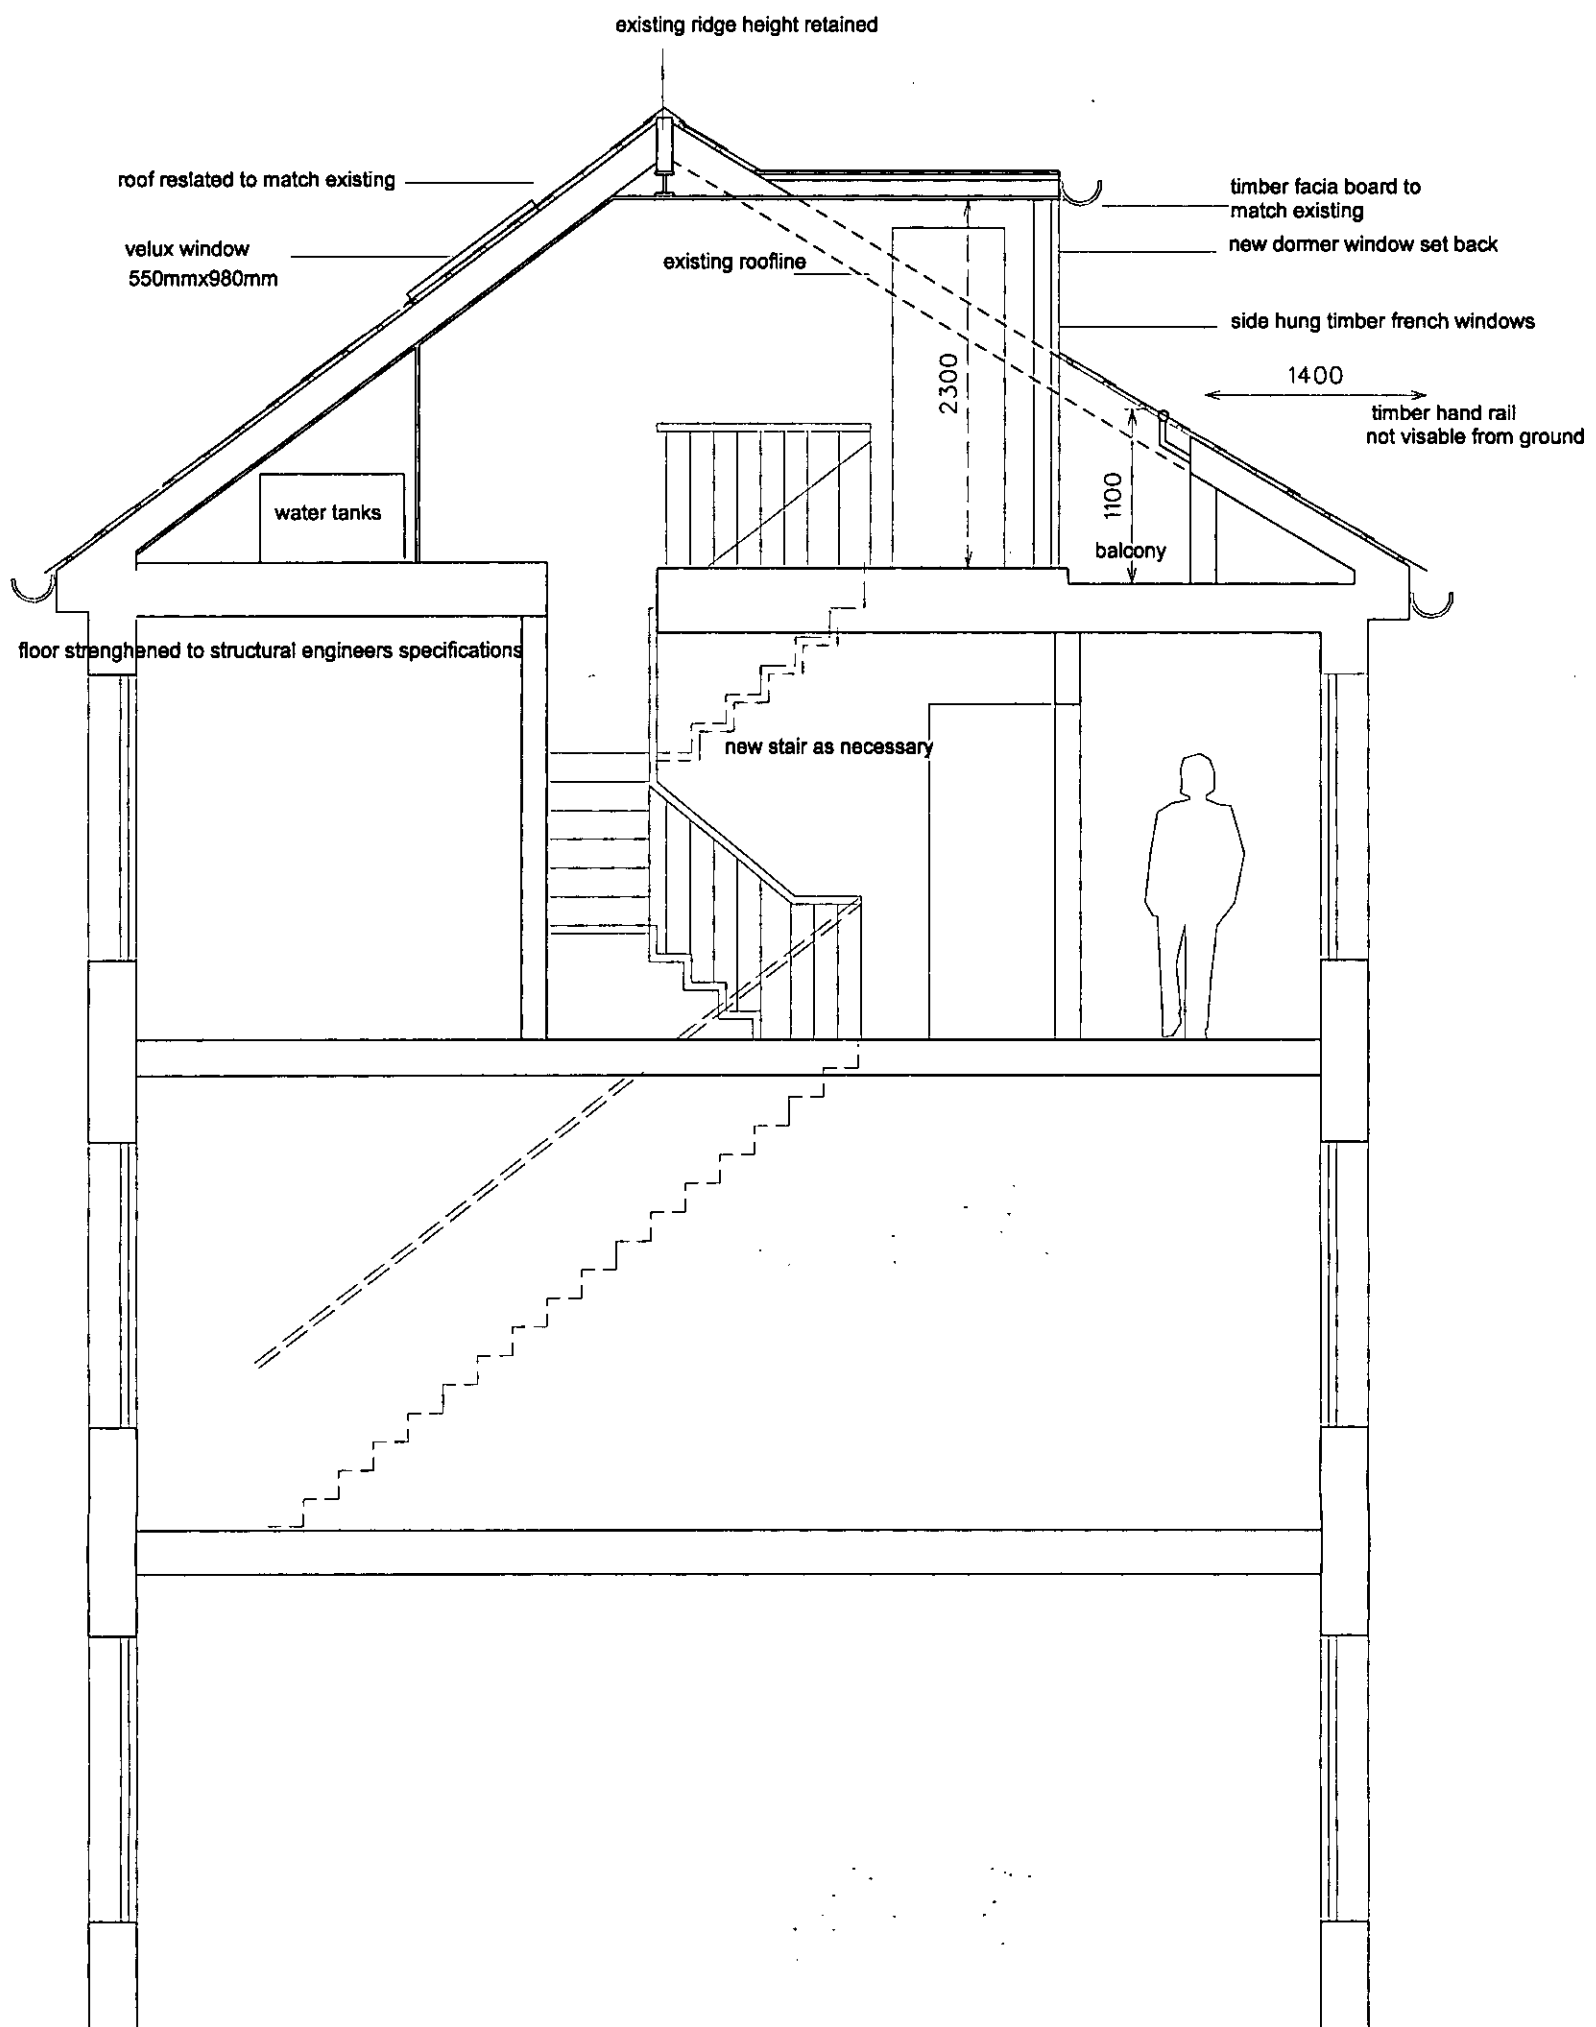 existing ridge height retained
roof reslated to match existing
timber facia board to
match existing
velux window
550mmx980mm
new dormer window set back
existing roofline
side hung timber french windows
2300
1400
timber hand rail
not visable from ground
1100
water tanks
balcony
floor strenghened to structural engineers specifications
new stair as necessary